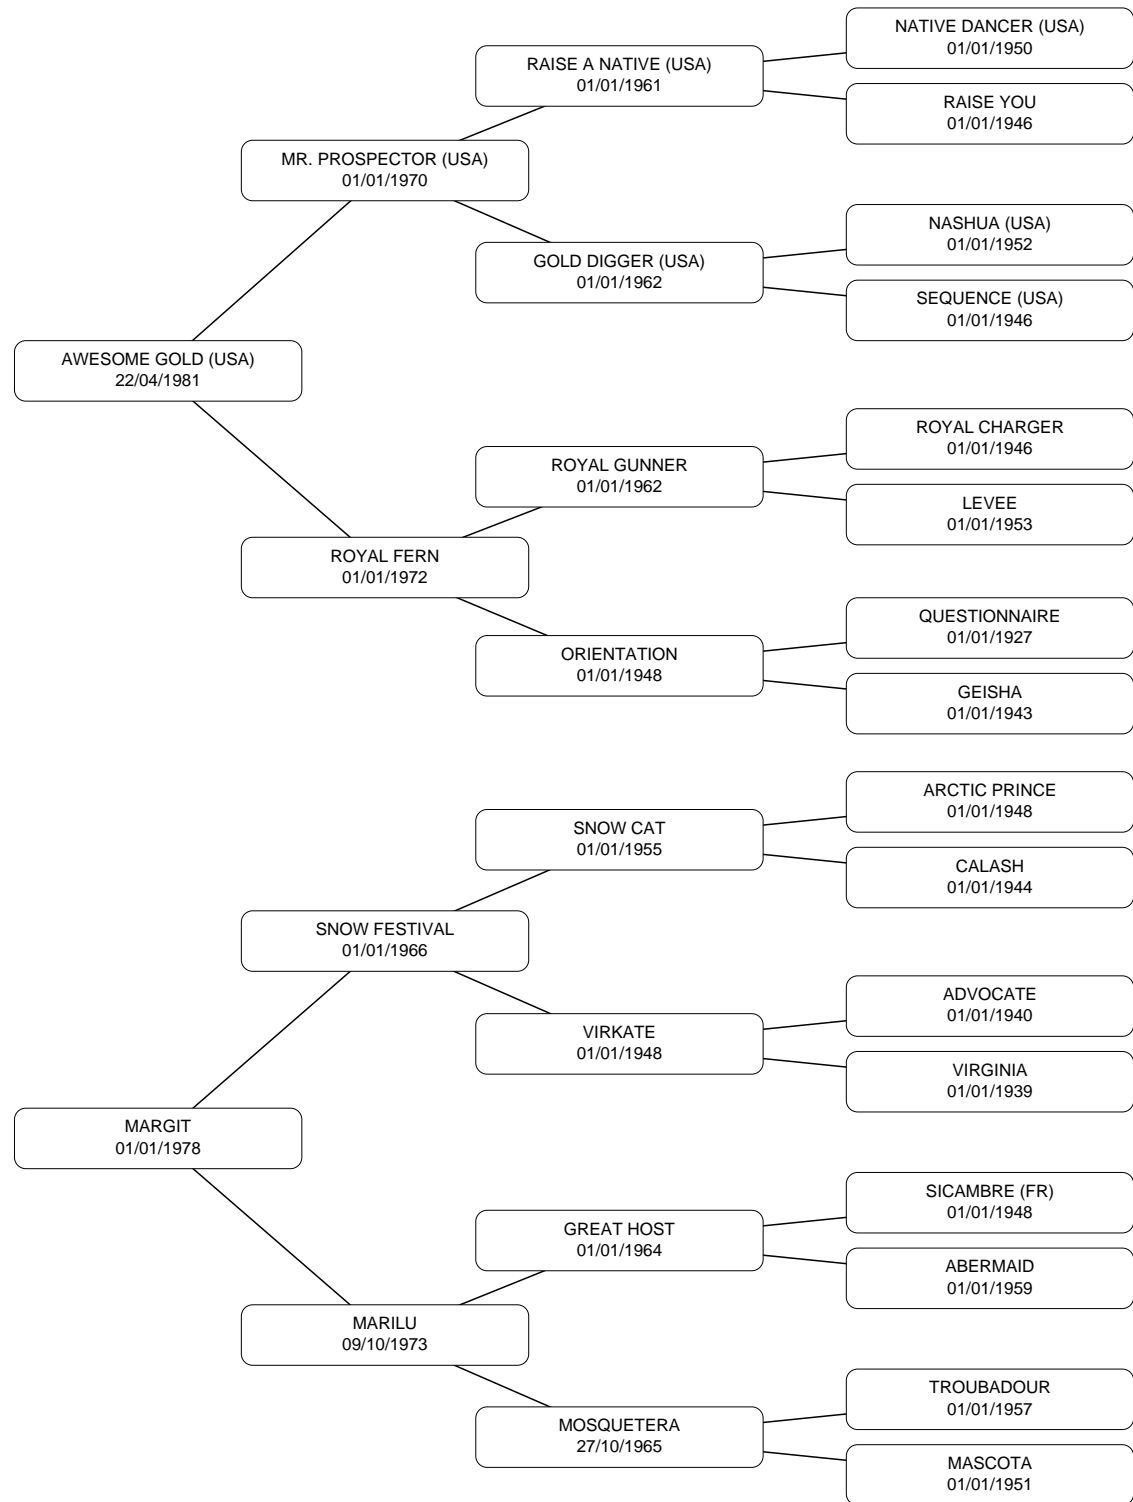 NATIVE DANCER (USA)
01/01/1950
RAISE A NATIVE (USA)
01/01/1961
RAISE YOU
01/01/1946
MR. PROSPECTOR (USA)
01/01/1970
NASHUA (USA)
01/01/1952
GOLD DIGGER (USA)
01/01/1962
SEQUENCE (USA)
01/01/1946
AWESOME GOLD (USA)
22/04/1981
ROYAL CHARGER
01/01/1946
ROYAL GUNNER
01/01/1962
LEVEE
01/01/1953
ROYAL FERN
01/01/1972
QUESTIONNAIRE
01/01/1927
ORIENTATION
01/01/1948
GEISHA
01/01/1943
ARCTIC PRINCE
01/01/1948
SNOW CAT
01/01/1955
CALASH
01/01/1944
SNOW FESTIVAL
01/01/1966
ADVOCATE
01/01/1940
VIRKATE
01/01/1948
VIRGINIA
01/01/1939
MARGIT
01/01/1978
SICAMBRE (FR)
01/01/1948
GREAT HOST
01/01/1964
ABERMAID
01/01/1959
MARILU
09/10/1973
TROUBADOUR
01/01/1957
MOSQUETERA
27/10/1965
MASCOTA
01/01/1951